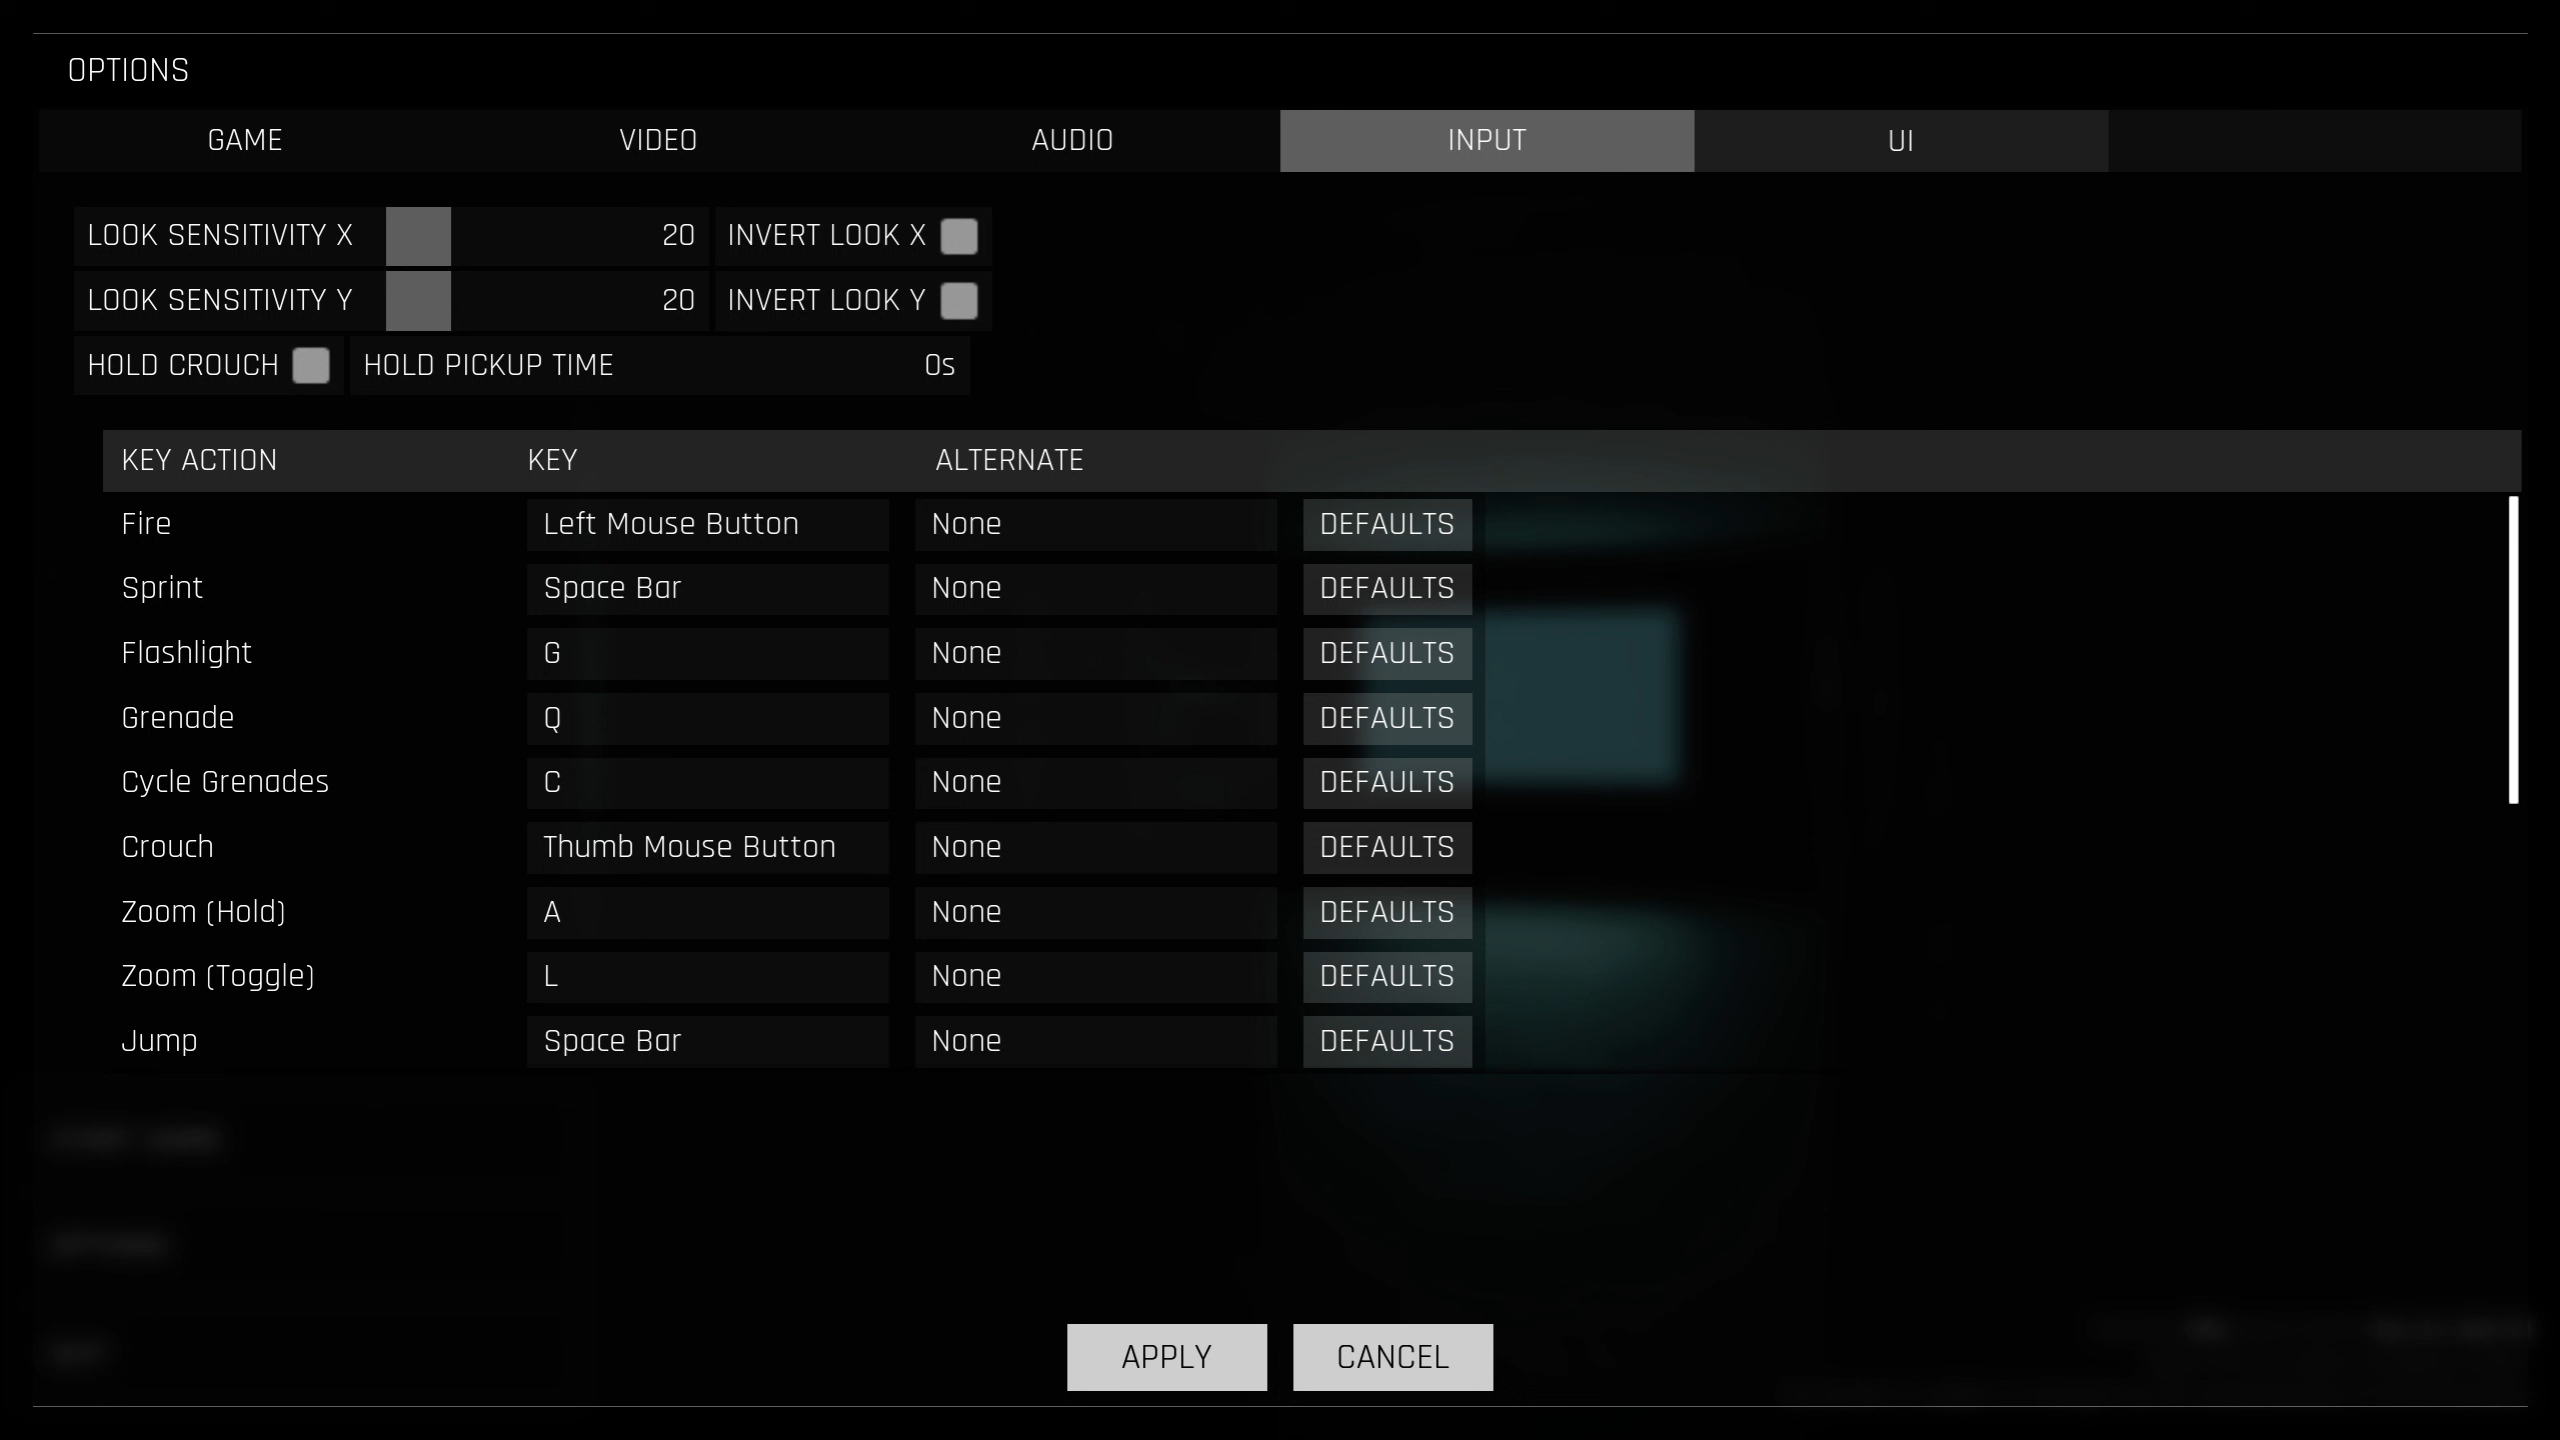 OPTIONS
GAME VIDEO AUDIO INPUT UI
LOOK SENSITIVITY X 20 INVERT LOOK X
LOOK SENSITIVITY Y 20 INVERT LOOK Y
HOLD CROUCH HOLD PICKUP TIME 0s
KEY ACTION KEY ALTERNATE
Fire Left Mouse Button None DEFAULTS
Sprint Space Bar None DEFAULTS
Flashlight G None DEFAULTS
Grenade Q None DEFAULTS
Cycle Grenades C None DEFAULTS
Crouch Thumb Mouse Button None DEFAULTS
Zoom (Hold) A None DEFAULTS
Zoom (Toggle) L None DEFAULTS
Jump Space Bar None DEFAULTS
APPLY CANCEL